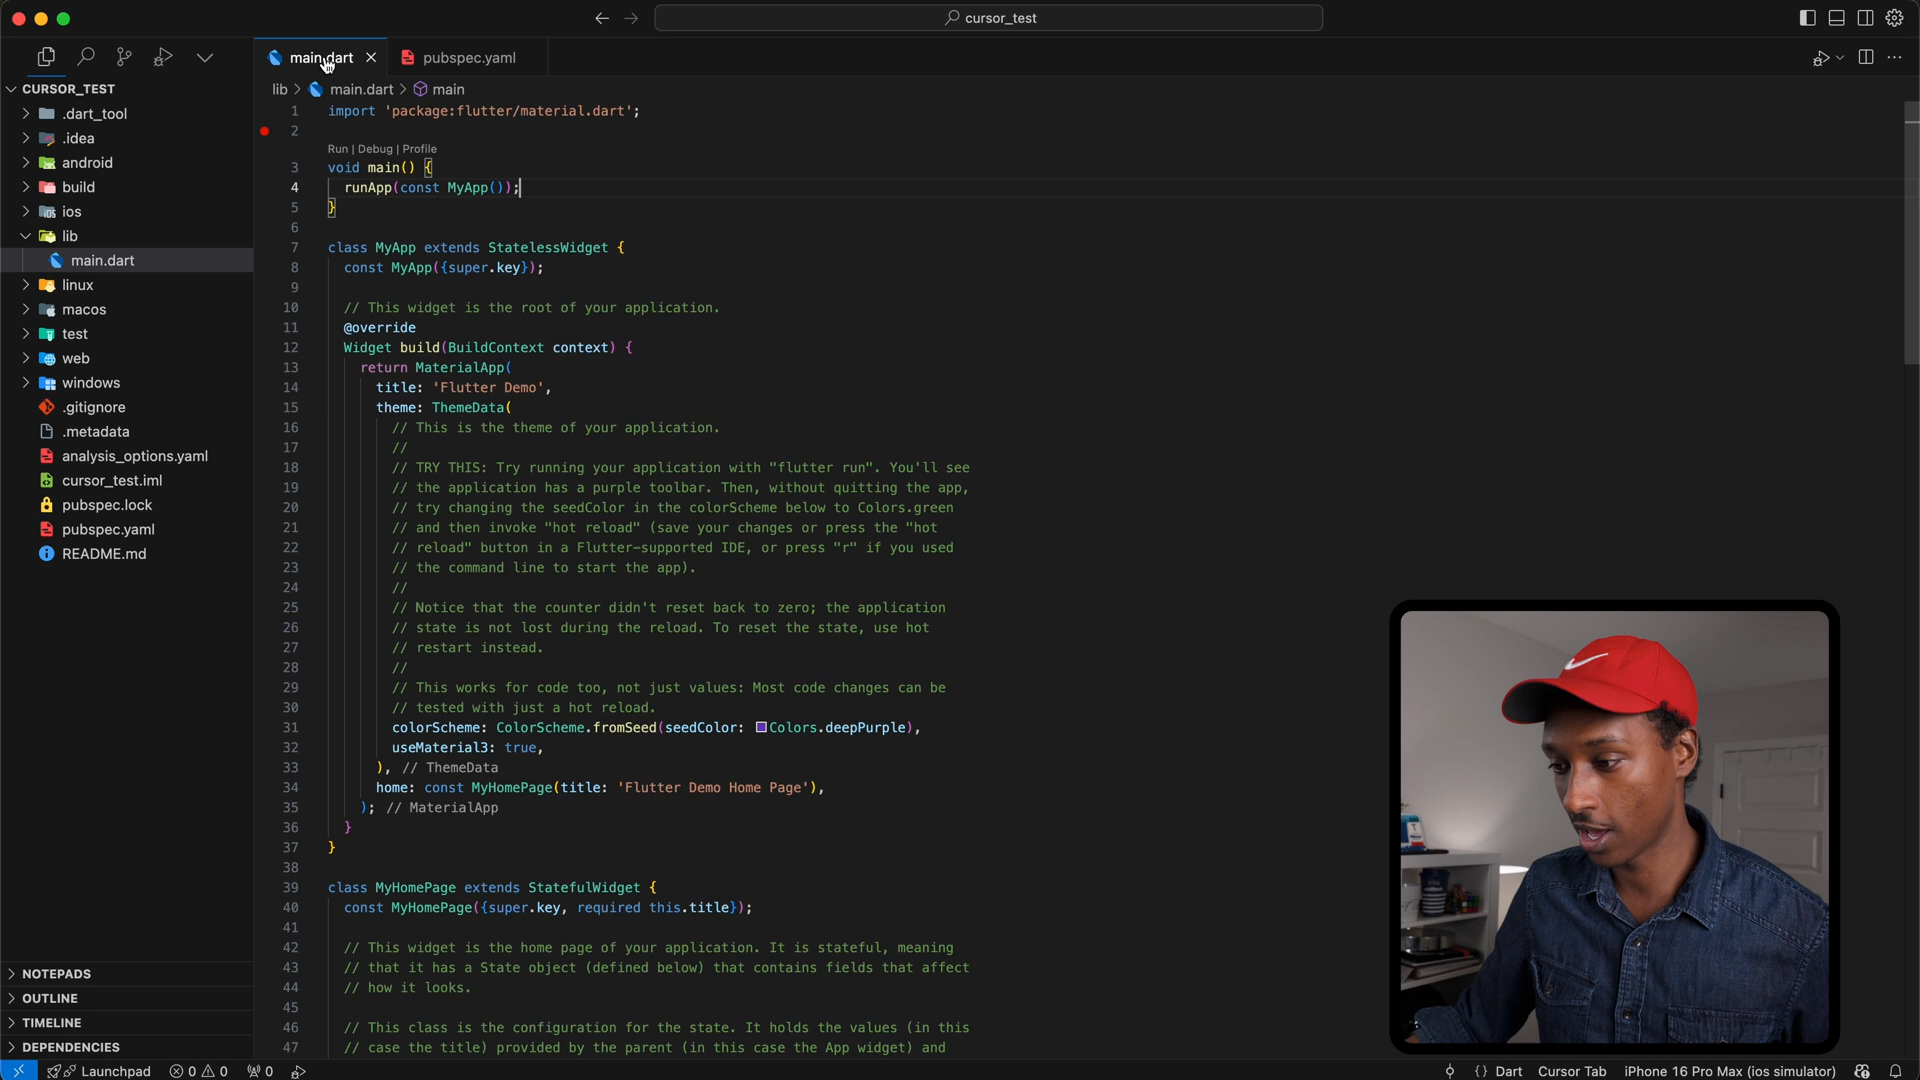 cursor_test
main.dart
pubspec.yaml
CURSOR_TEST
.dart_tool
.idea
android
build
ios
lib
main.dart
linux
macos
test
web
windows
.gitignore
.metadata
analysis_options.yaml
cursor_test.iml
pubspec.lock
pubspec.yaml
README.md
NOTEPADS
OUTLINE
TIMELINE
DEPENDENCIES
lib > main.dart > main
1 import 'package:flutter/material.dart';
2
Run | Debug | Profile
3 void main() {
4 runApp(const MyApp());
5 }
6
7 class MyApp extends StatelessWidget {
8 const MyApp({super.key});
9
10 // This widget is the root of your application.
11 @override
12 Widget build(BuildContext context) {
13 return MaterialApp(
14 title: 'Flutter Demo',
15 theme: ThemeData(
16 // This is the theme of your application.
17 //
18 // TRY THIS: Try running your application with "flutter run". You'll see
19 // the application has a purple toolbar. Then, without quitting the app,
20 // try changing the seedColor in the colorScheme below to Colors.green
21 // and then invoke "hot reload" (save your changes or press the "hot
22 // reload" button in a Flutter-supported IDE, or press "r" if you used
23 // the command line to start the app).
24 //
25 // Notice that the counter didn't reset back to zero; the application
26 // state is not lost during the reload. To reset the state, use hot
27 // restart instead.
28 //
29 // This works for code too, not just values: Most code changes can be
30 // tested with just a hot reload.
31 colorScheme: ColorScheme.fromSeed(seedColor: Colors.deepPurple),
32 useMaterial3: true,
33 ), // ThemeData
34 home: const MyHomePage(title: 'Flutter Demo Home Page'),
35 ); // MaterialApp
36 }
37 }
38
39 class MyHomePage extends StatefulWidget {
40 const MyHomePage({super.key, required this.title});
41
42 // This widget is the home page of your application. It is stateful, meaning
43 // that it has a State object (defined below) that contains fields that affect
44 // how it looks.
45
46 // This class is the configuration for the state. It holds the values (in this
47 // case the title) provided by the parent (in this case the App widget) and
Launchpad 0 0 0 {} Dart Cursor Tab iPhone 16 Pro Max (ios simulator)